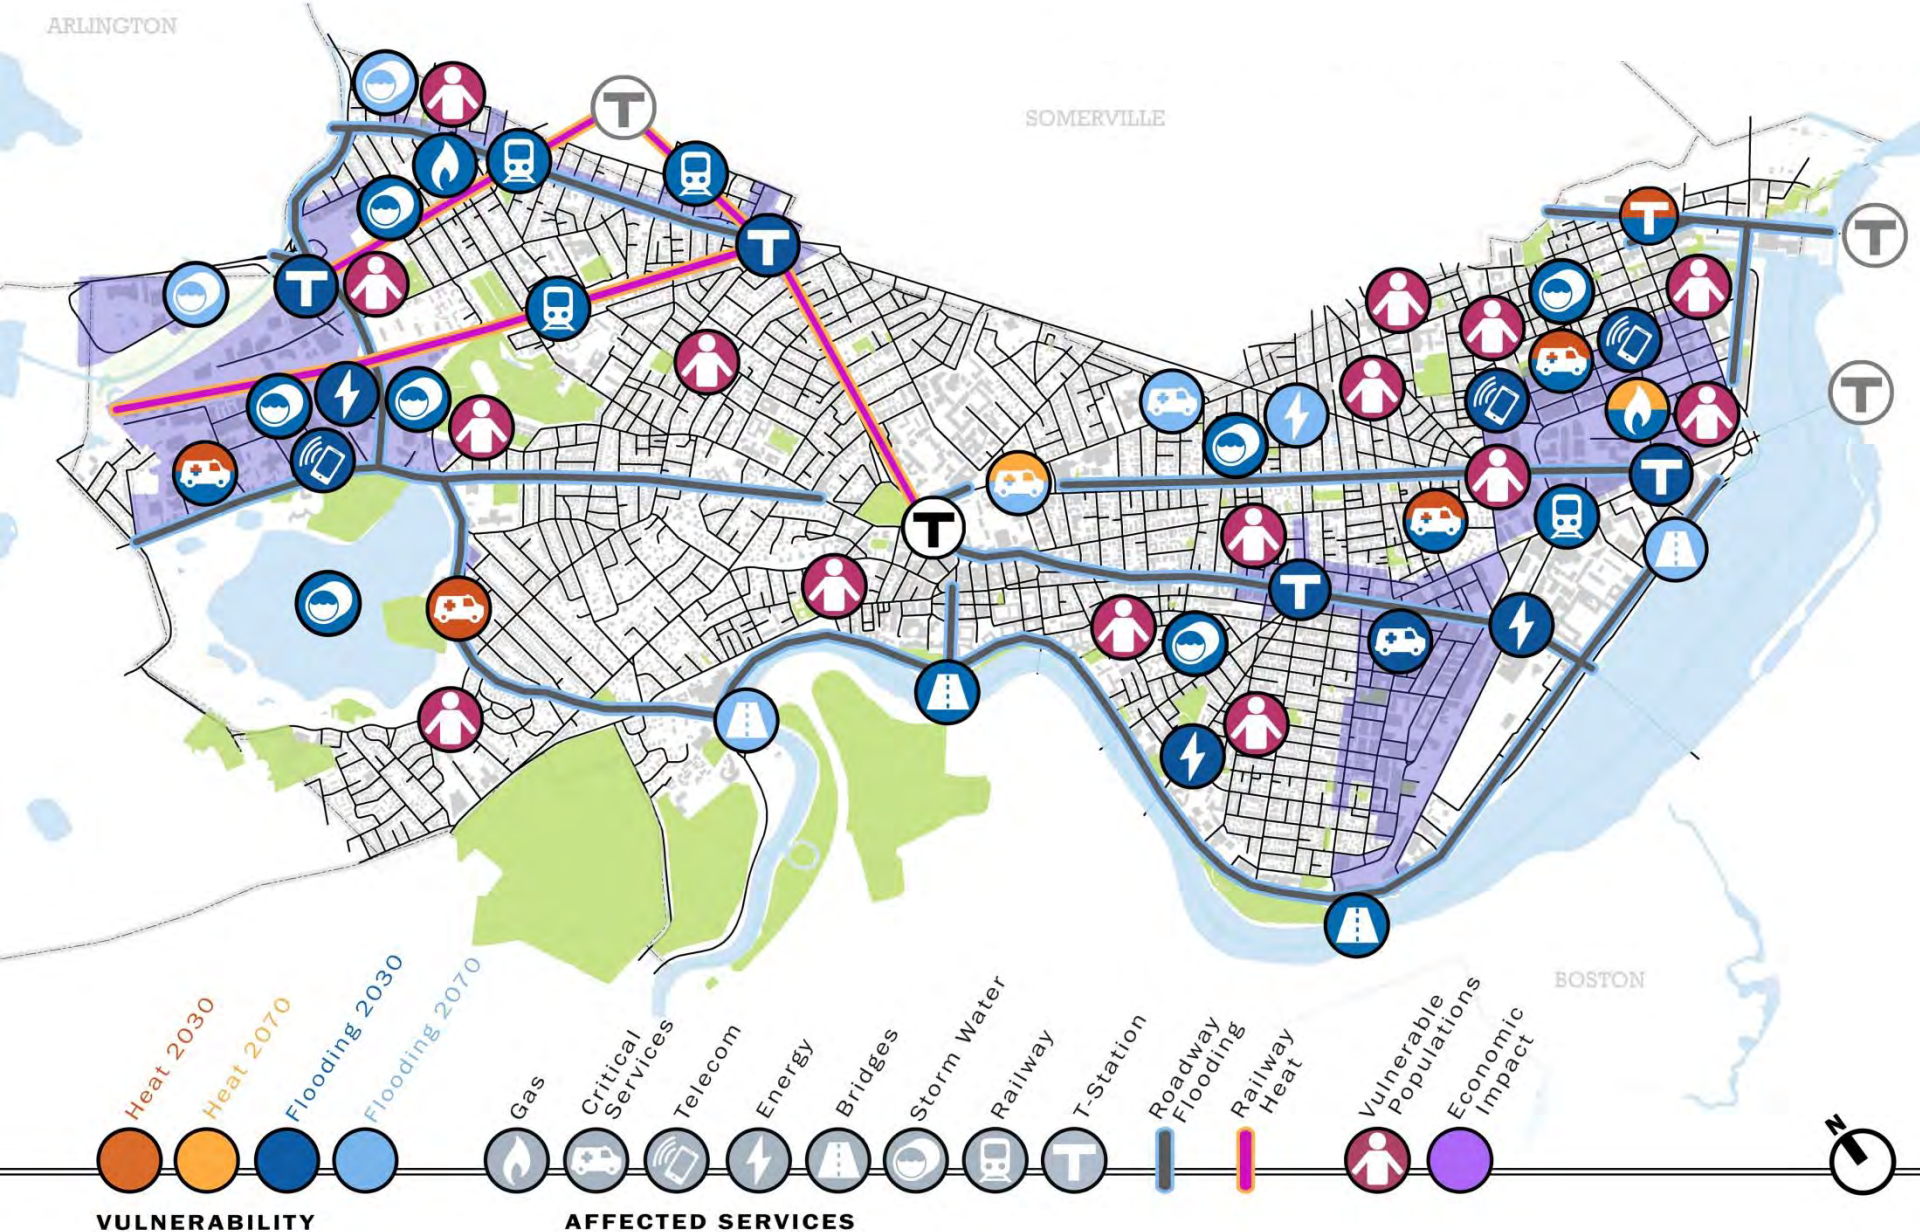 ARLINGTON
SOMERVILLE
T
T
T
T
T
T
T
T
T
BOSTON
Heat 2030
Heat 2070
Flooding 2030
Flooding 2070
Gas
Critical
Services
Telecom
Energy
Bridges
Storm Water
Railway
T-Station
Roadway
Flooding
Railway
Heat
Vulnerable
Populations
Economic
Impact
T
N
VULNERABILITY
AFFECTED SERVICES